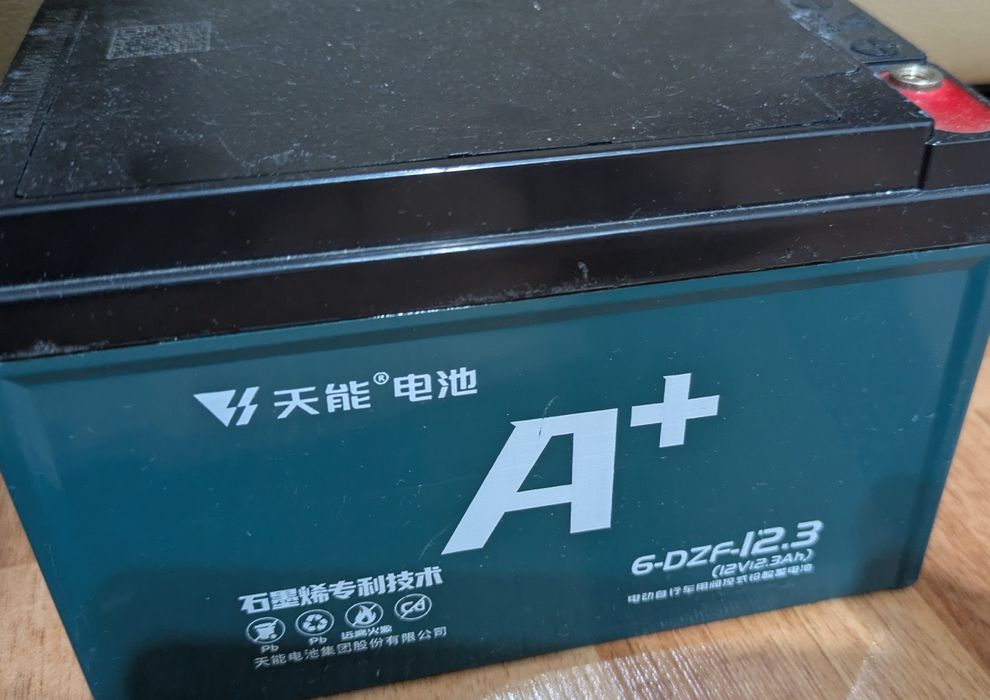 天能®电池
A+
6-DZF-12.3
(12V12.3Ah)
电动自行车用阀控式铅酸蓄电池
石墨烯专利技术
Pb
Pb
远离火源
Cd
天能电池集团股份有限公司